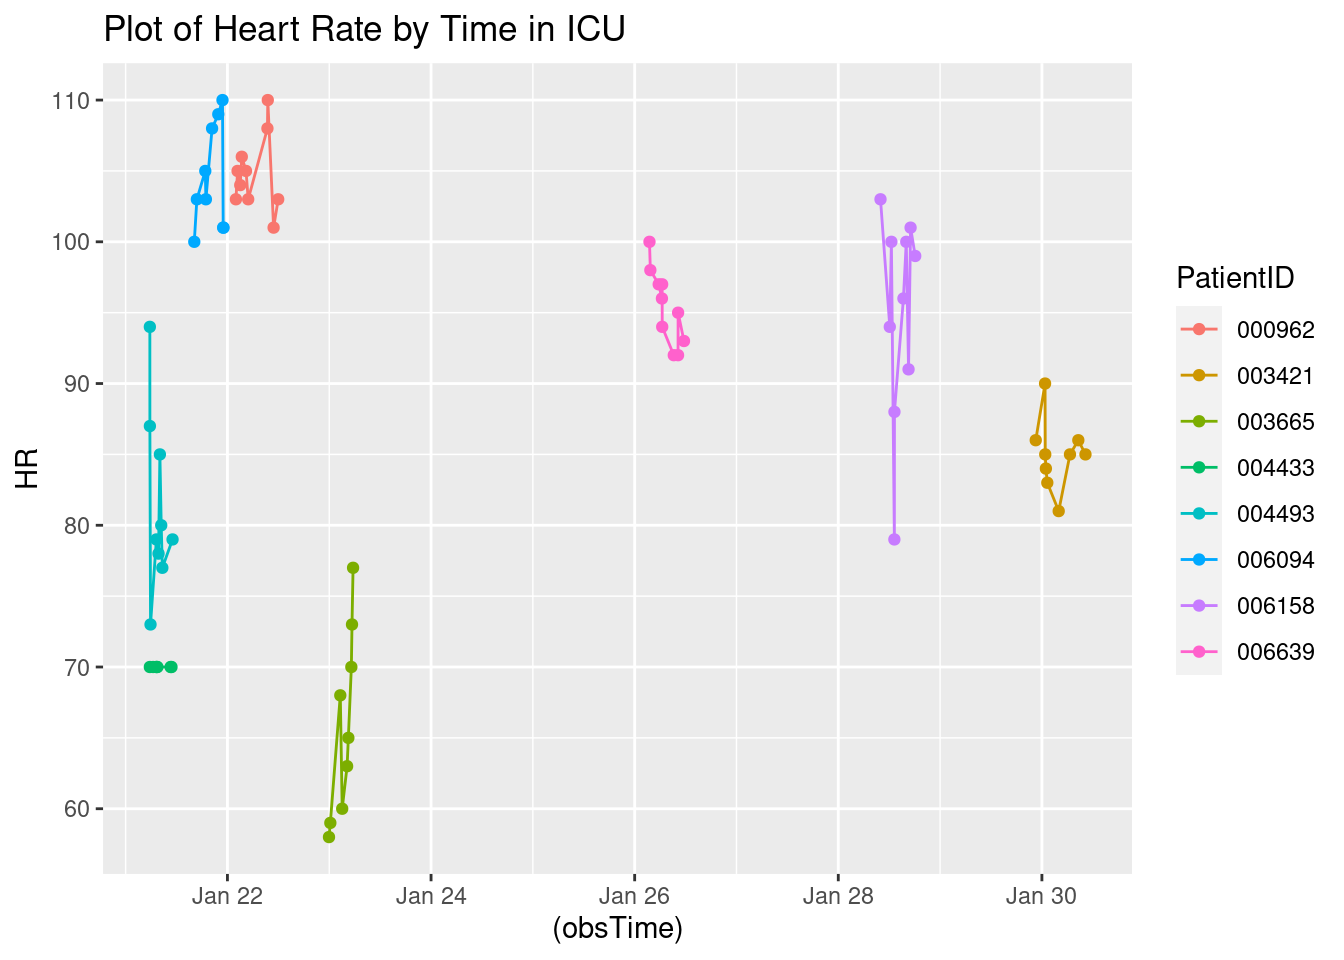 Plot of Heart Rate by Time in ICU
110
100
90
80
70
60
HR
Jan 22
Jan 24
Jan 26
Jan 28
Jan 30
(obsTime)
PatientID
000962
003421
003665
004433
004493
006094
006158
006639